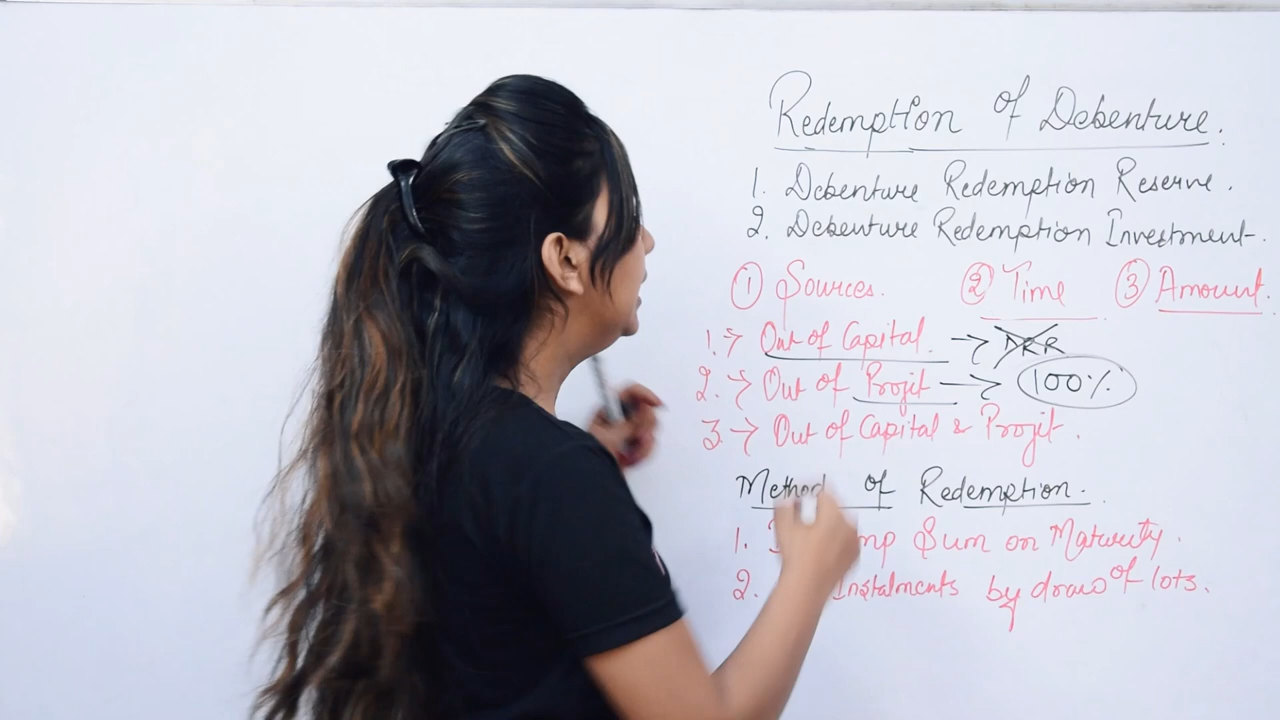 Redemption of Debenture.
1. Debenture Redemption Reserve.
2. Debenture Redemption Investment.
① Sources. ② Time ③ Amount.
1. → Out of Capital. → DRR
2. → Out of Profit → 100%
3 → Out of Capital & Profit.
Method of Redemption.
1. Sum on Maturity.
2. Instalments by draw of lots.